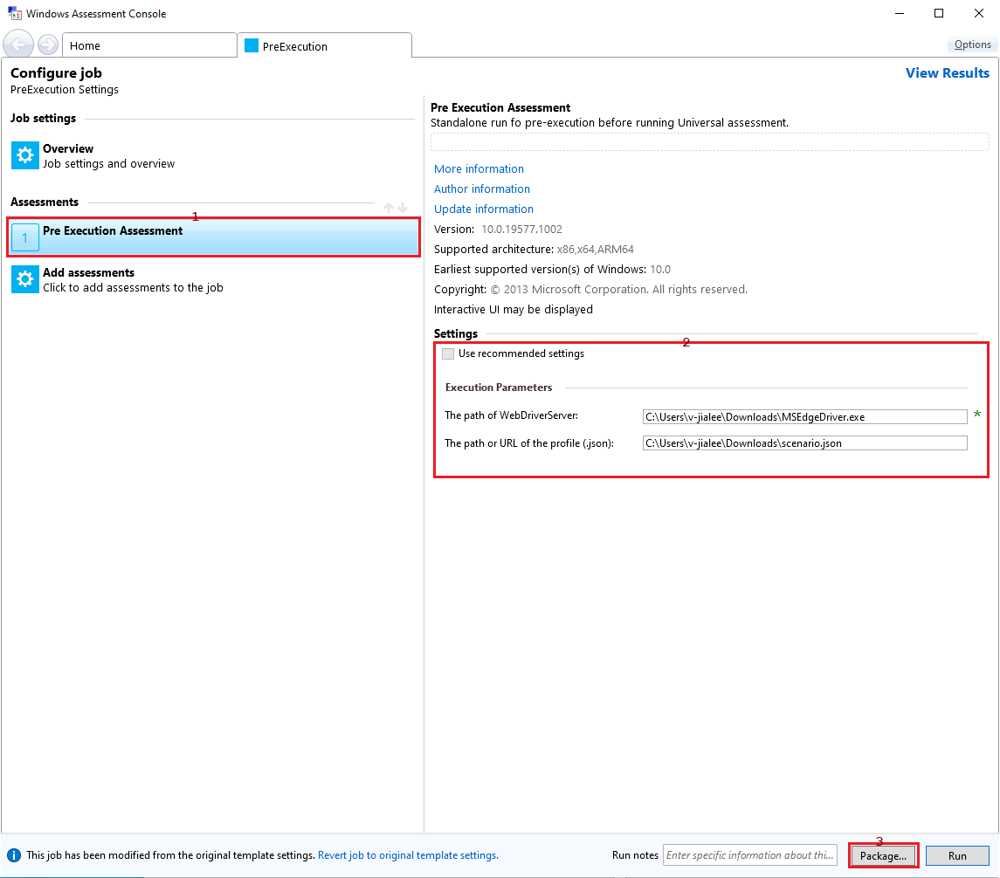 Windows Assessment Console
Home
PreExecution
Options
Configure job
PreExecution Settings
View Results
Job settings
Overview
Job settings and overview
Assessments
1
1
Pre Execution Assessment
Add assessments
Click to add assessments to the job
Pre Execution Assessment
Standalone run fo pre-execution before running Universal assessment.
More information
Author information
Update information
Version: 10.0.19577.1002
Supported architecture: x86,x64,ARM64
Earliest supported version(s) of Windows: 10.0
Copyright: © 2013 Microsoft Corporation. All rights reserved.
Interactive UI may be displayed
Settings
2
Use recommended settings
Execution Parameters
The path of WebDriverServer: C:\Users\v-jialee\Downloads\MSEdgeDriver.exe *
The path or URL of the profile (.json): C:\Users\v-jialee\Downloads\scenario.json
This job has been modified from the original template settings. Revert job to original template settings.
Run notes Enter specific information about thi...
3
Package...
Run